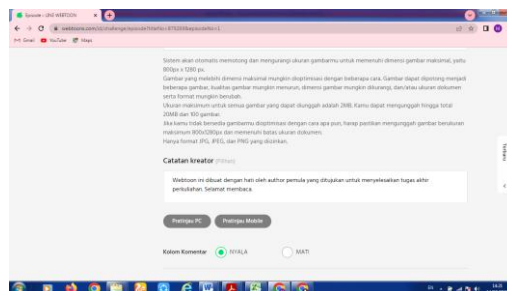 Episode - LINE WEBTOON
Gmail YouTube Maps
Sistem akan otomatis memotong dan mengurangi ukuran gambarmu untuk memenuhi dimensi gambar maksimal, yaitu
800px x 1280 px.
Gambar yang melebihi dimensi maksimal mungkin dioptimisasi dengan beberapa cara. Gambar dapat dipotong menjadi
beberapa gambar, kualitas gambar mungkin menurun, dimensi gambar mungkin dikurangi, dan/atau ukuran dokumen
serta format mungkin berubah.
Ukuran maksimum untuk semua gambar yang dapat diunggah adalah 2MB. Kamu dapat mengunggah hingga total
20MB dan 100 gambar.
Jika kamu tidak bersedia gambarmu dioptimisasi dengan cara apa pun, harap pastikan mengunggah gambar berukuran
maksimum 800x1280px dan memenuhi batas ukuran dokumen.
Hanya format JPG, JPEG, dan PNG yang diizinkan.
Terbaru
Catatan kreator (Pilihan)
Webtoon ini dibuat dengan hati oleh author pemula yang ditujukan untuk menyelesaikan tugas akhir
perkuliahan. Selamat membaca.
Pratinjau PC Pratinjau Mobile
Kolom Komentar NYALA MATI
14.21